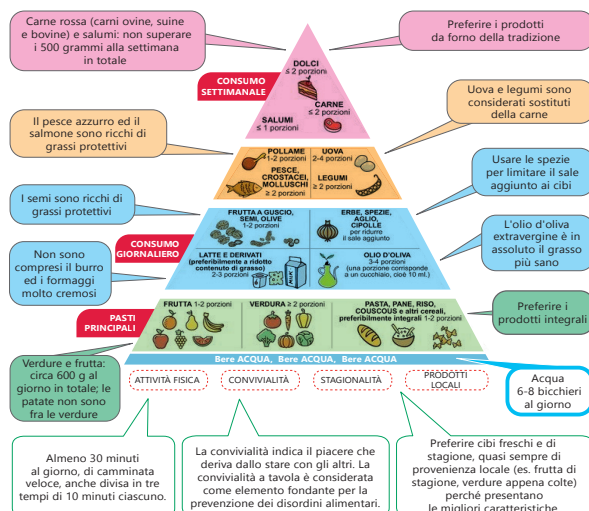 Carne rossa (carni ovine, suine
e bovine) e salumi: non superare
i 500 grammi alla settimana
in totale
Preferire i prodotti
da forno della tradizione
DOLCI
≤ 2 porzioni
CONSUMO
SETTIMANALE
CARNE
≤ 2 porzioni
SALUMI
≤ 1 porzioni
Il pesce azzurro ed il
salmone sono ricchi di
grassi protettivi
Uova e legumi sono
considerati sostituti
della carne
POLLAME
1-2 porzioni
UOVA
2-4 porzioni
PESCE,
CROSTACEI,
MOLLUSCHI
≥ 2 porzioni
LEGUMI
≥ 2 porzioni
I semi sono ricchi di
grassi protettivi
Usare le spezie
per limitare il sale
aggiunto ai cibi
FRUTTA A GUSCIO,
SEMI, OLIVE
1-2 porzioni
ERBE, SPEZIE,
AGLIO,
CIPOLLE
per ridurre
il sale aggiunto
CONSUMO
GIORNALIERO
Non sono
compresi il burro
ed i formaggi
molto cremosi
LATTE E DERIVATI
(preferibilmente a ridotto
contenuto di grasso)
2-3 porzioni
MILK
OLIO D'OLIVA
3-4 porzioni
(una porzione corrisponde
a un cucchiaio, cioè 10 ml.)
L'olio d'oliva
extravergine è in
assoluto il grasso
più sano
PASTI
PRINCIPALI
FRUTTA 1-2 porzioni
VERDURA ≥ 2 porzioni
PASTA, PANE, RISO,
COUSCOUS e altri cereali,
preferibilmente integrali 1-2 porzioni
Preferire i
prodotti integrali
Bere ACQUA, Bere ACQUA, Bere ACQUA
Verdure e frutta:
circa 600 g al
giorno in totale; le
patate non sono
fra le verdure
ATTIVITÀ FISICA
CONVIVIALITÀ
STAGIONALITÀ
PRODOTTI
LOCALI
Acqua
6-8 bicchieri
al giorno
Almeno 30 minuti
al giorno, di camminata
veloce, anche divisa in tre
tempi di 10 minuti ciascuno.
La convivialità indica il piacere che
deriva dallo stare con gli altri. La
convivialità a tavola è considerata
come elemento fondante per la
prevenzione dei disordini alimentari.
Preferire cibi freschi e di
stagione, quasi sempre di
provenienza locale (es. frutta di
stagione, verdure appena colte)
perché presentano
le migliori caratteristiche